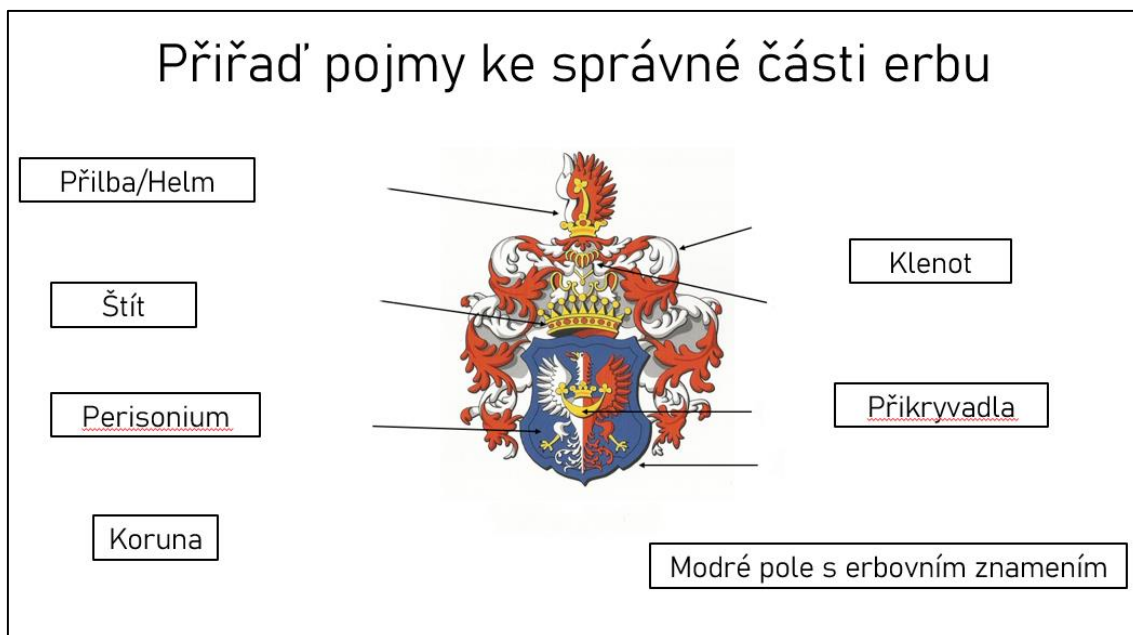 Přiřaď pojmy ke správné části erbu
Přilba/Helm
Klenot
Štít
Perisonium
Přikryvadla
Koruna
Modré pole s erbovním znamením